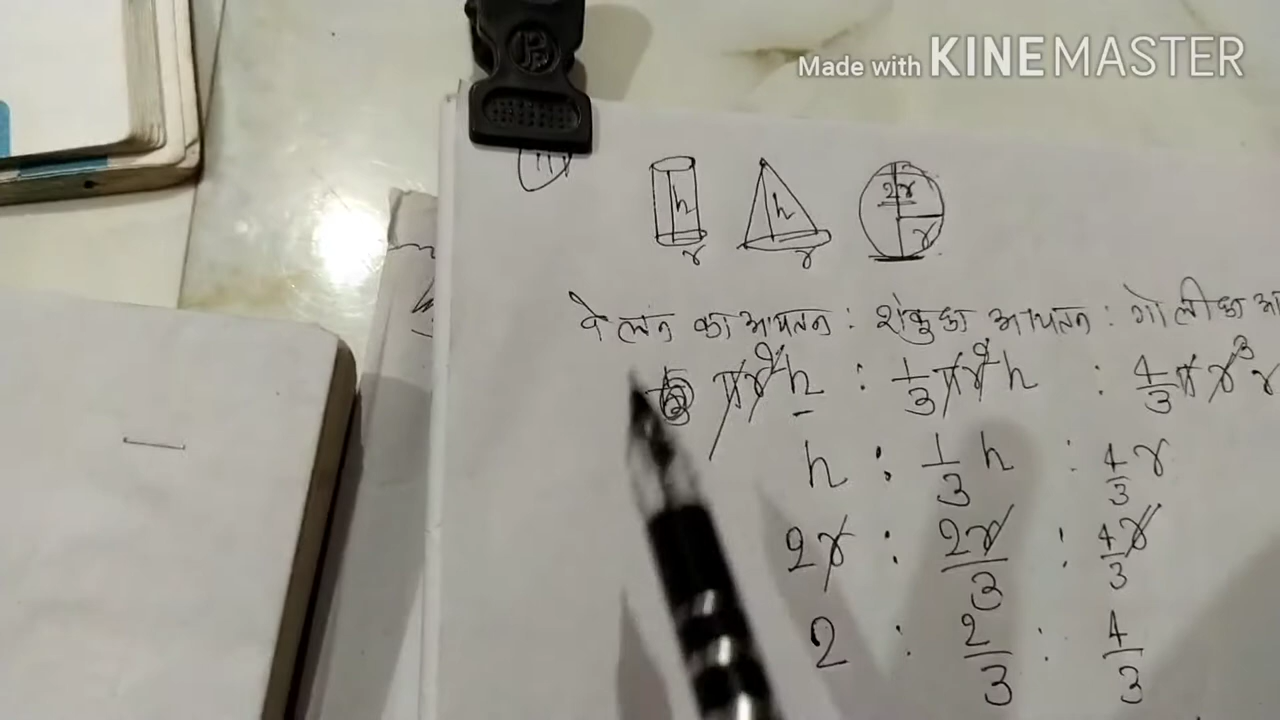 Made with KINEMASTER
h h 2r
r r r
बेलन का आयतन : शंकु का आयतन : गोली का आ
πr²h : 1/3 πr²h : 4/3 πr³
h : 1/3 h : 4/3 r
2r : 2r/3 : 4/3 r
2 : 2/3 : 4/3